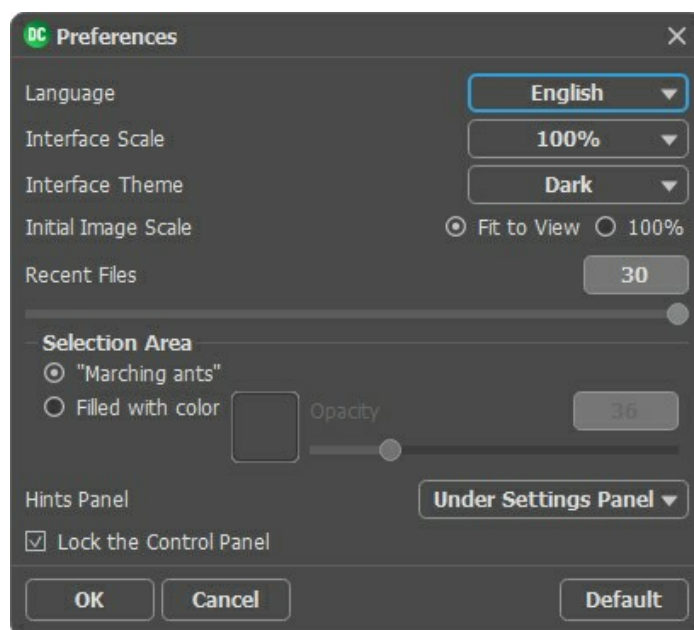 DC Preferences
Language English
Interface Scale 100%
Interface Theme Dark
Initial Image Scale Fit to View 100%
Recent Files 30
Selection Area
"Marching ants"
Filled with color Opacity 36
Hints Panel Under Settings Panel
Lock the Control Panel
OK Cancel Default